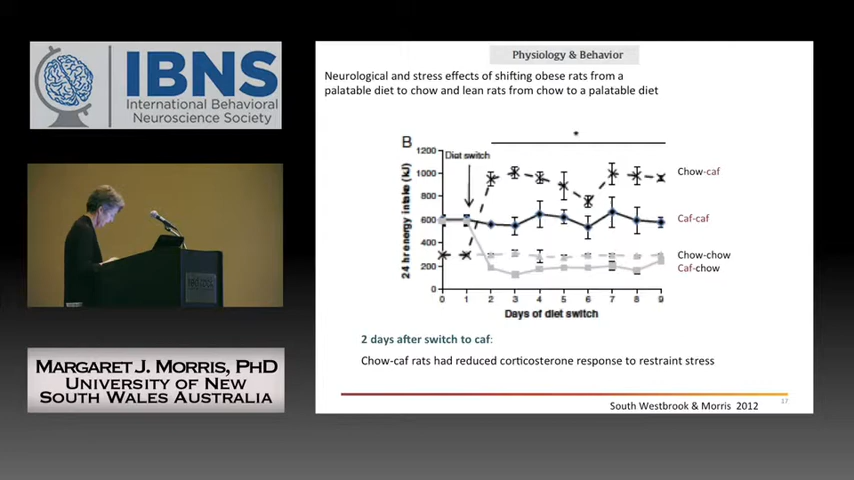 IBNS
International Behavioral
Neuroscience Society
MARGARET J. MORRIS, PHD
UNIVERSITY OF NEW
SOUTH WALES AUSTRALIA
Physiology & Behavior
Neurological and stress effects of shifting obese rats from a
palatable diet to chow and lean rats from chow to a palatable diet
B
*
Diet switch
24 hr energy intake (kJ)
1200
1000
800
600
400
200
0
0 1 2 3 4 5 6 7 8 9
Days of diet switch
Chow-caf
Caf-caf
Chow-chow
Caf-chow
2 days after switch to caf:
Chow-caf rats had reduced corticosterone response to restraint stress
South Westbrook & Morris 2012
17